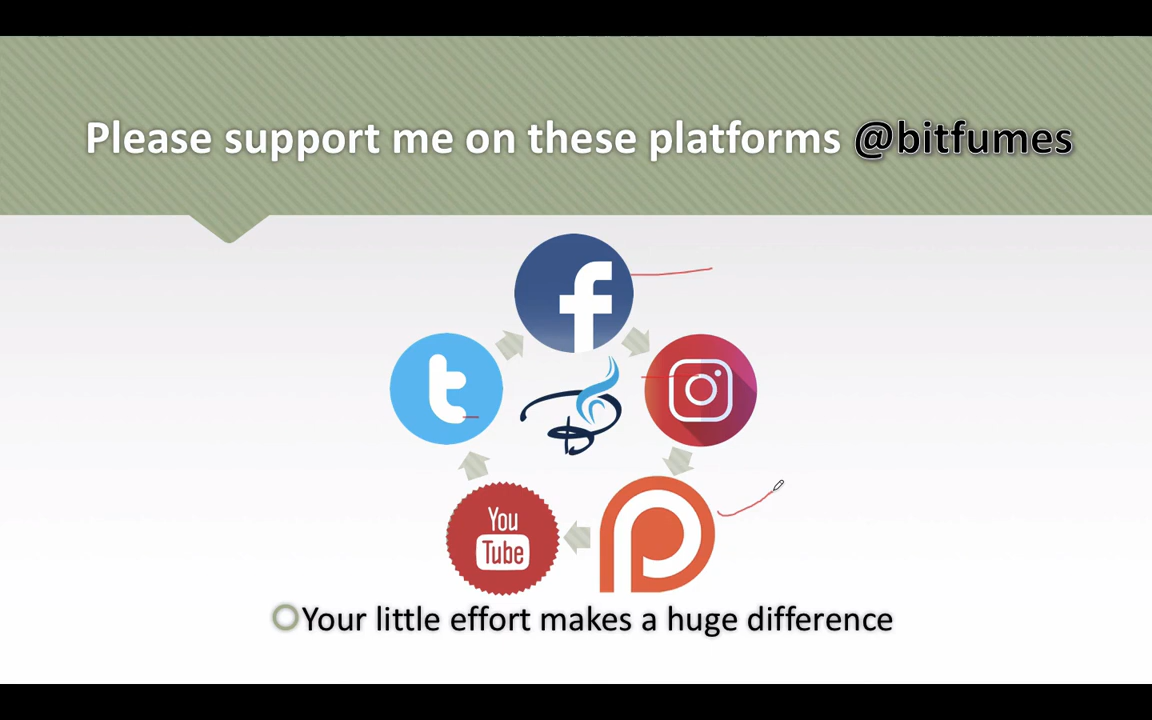 Please support me on these platforms @bitfumes
You
Tube
Your little effort makes a huge difference